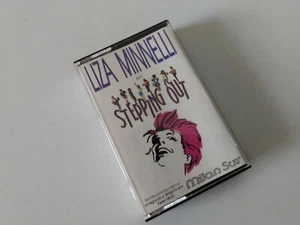 LIZA MINNELLI
STEPPING OUT
Milan Sur